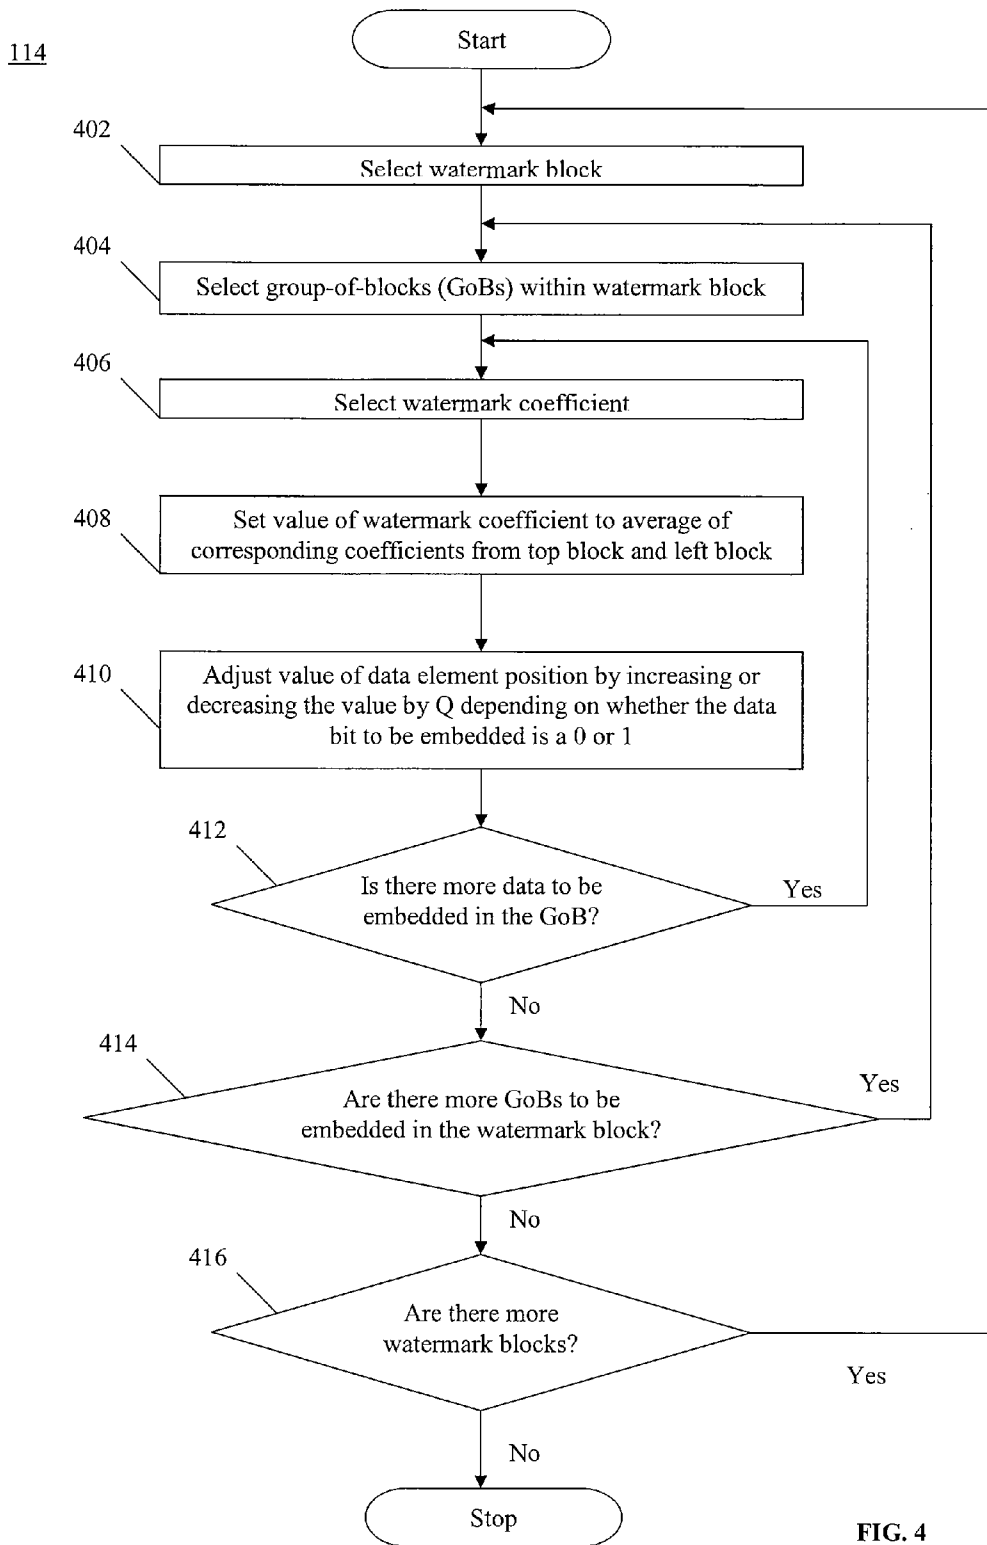 Start
114
402
Select watermark block
404
Select group-of-blocks (GoBs) within watermark block
406
Select watermark coefficient
408
Set value of watermark coefficient to average of
corresponding coefficients from top block and left block
410
Adjust value of data element position by increasing or
decreasing the value by Q depending on whether the data
bit to be embedded is a 0 or 1
412
Is there more data to be
embedded in the GoB?
Yes
No
414
Are there more GoBs to be
embedded in the watermark block?
Yes
No
416
Are there more
watermark blocks?
Yes
No
Stop
FIG. 4